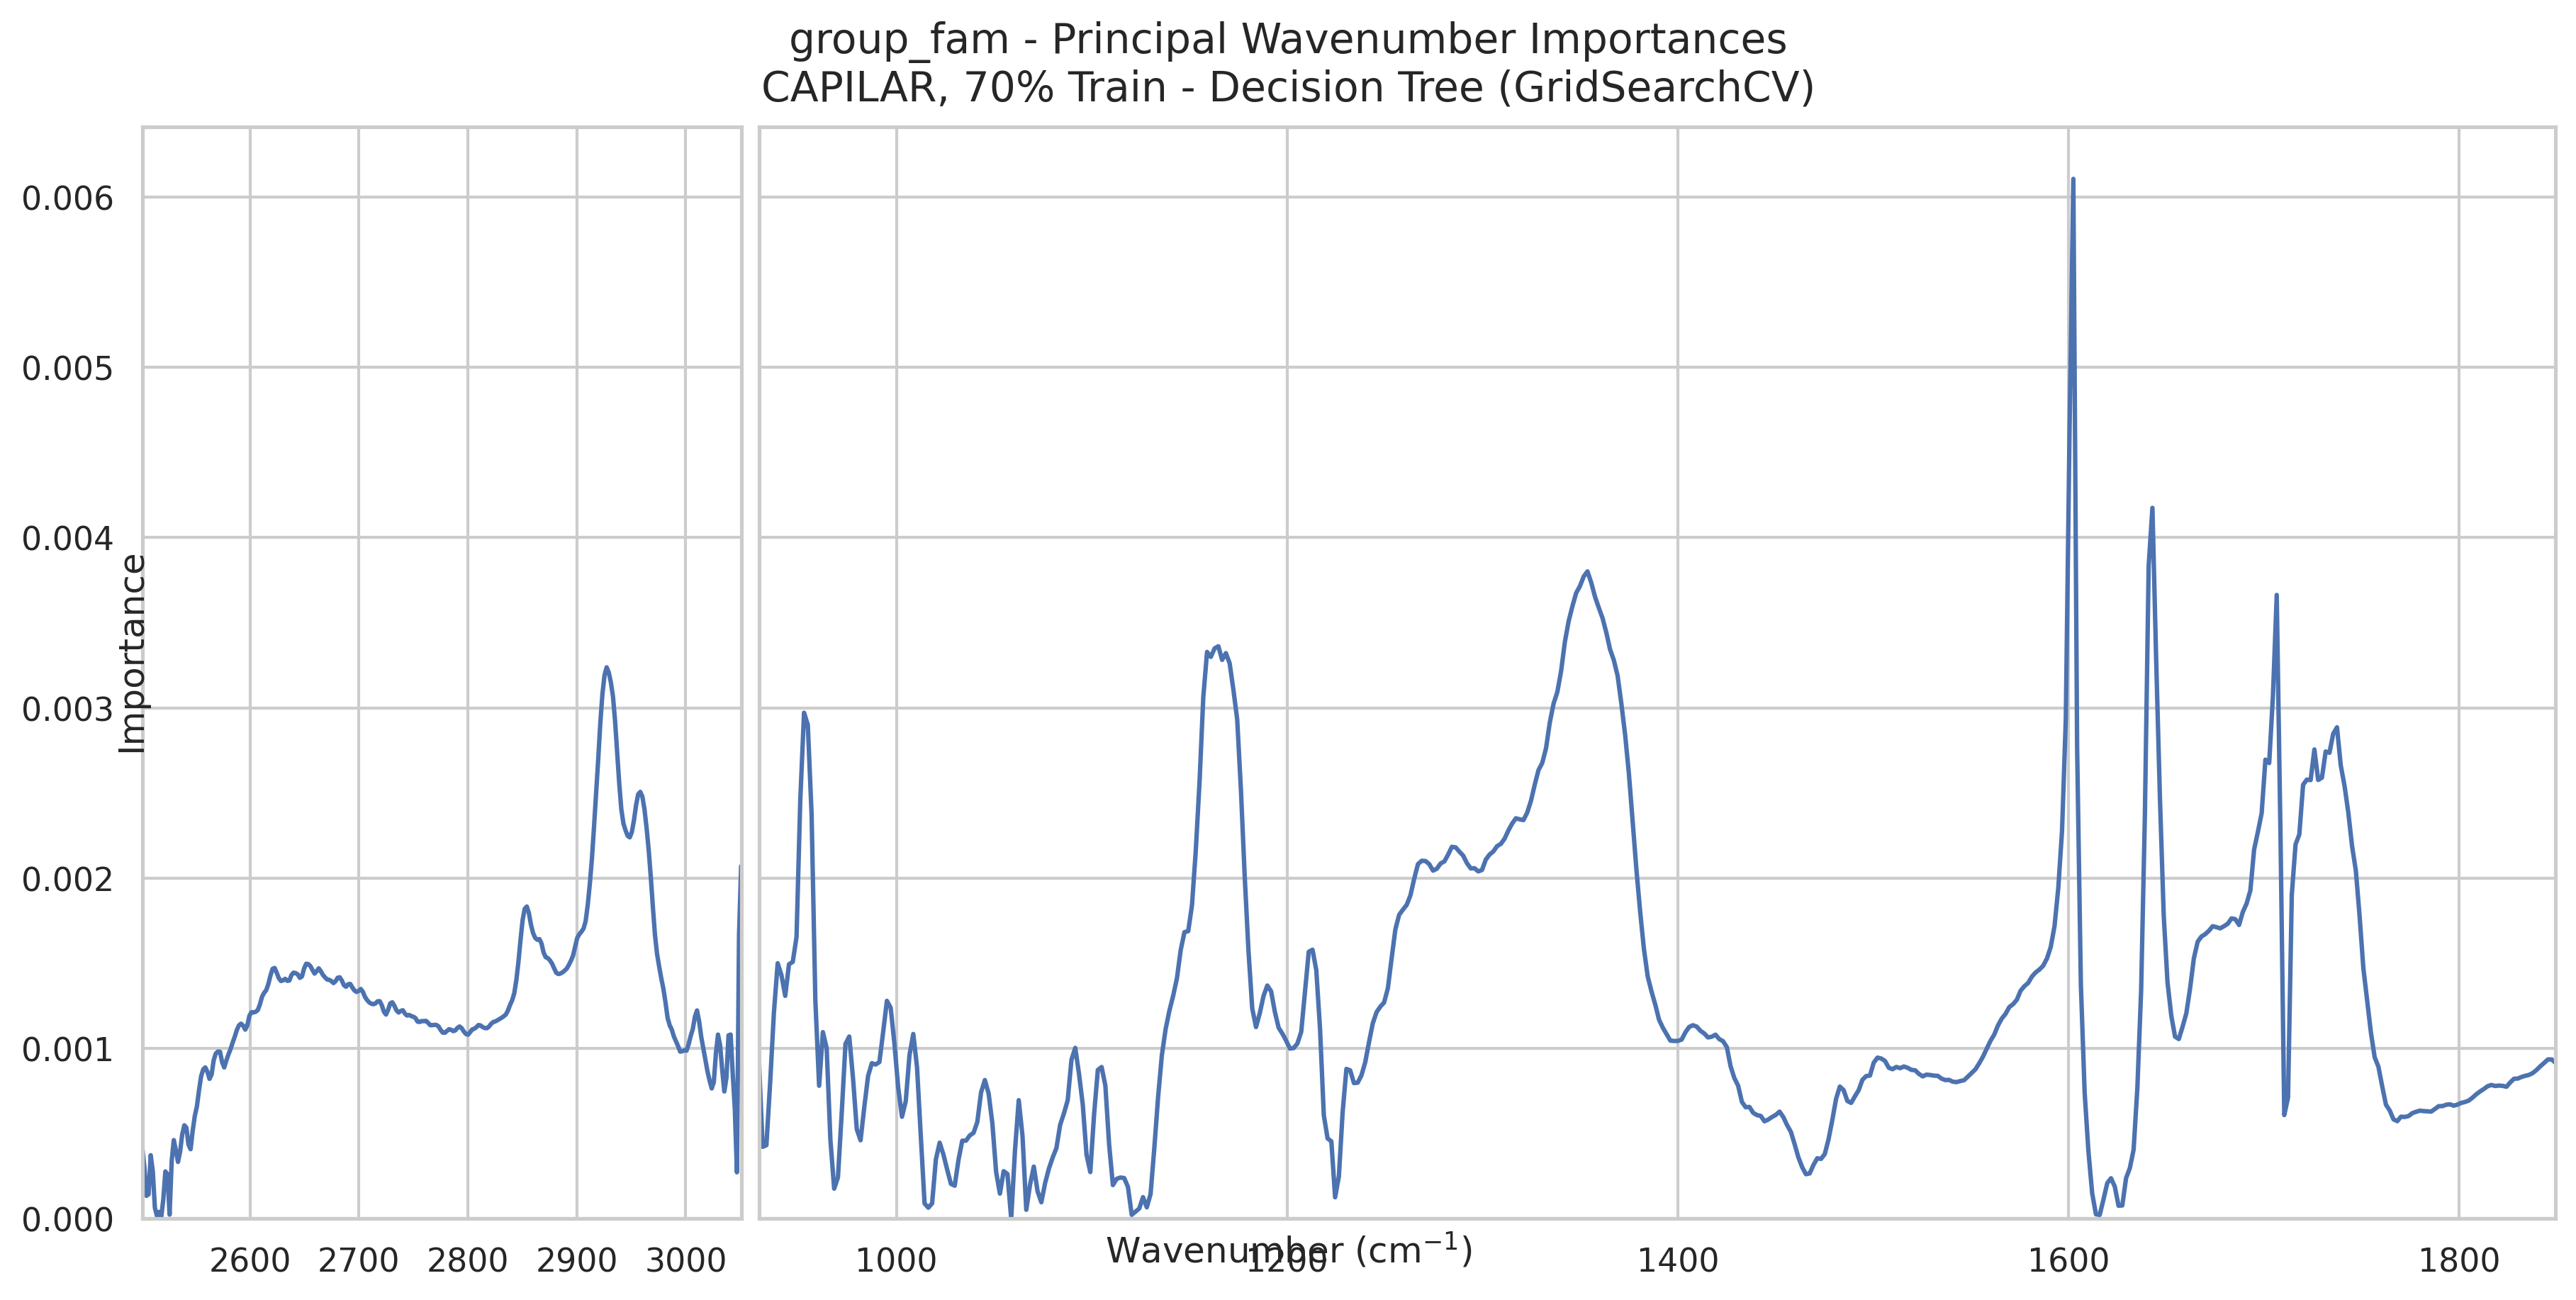 group_fam - Principal Wavenumber Importances
CAPILAR, 70% Train - Decision Tree (GridSearchCV)
Importance
0.006
0.005
0.004
0.003
0.002
0.001
0.000
2600 2700 2800 2900 3000 1000 1200 1400 1600 1800
Wavenumber (cm⁻¹)